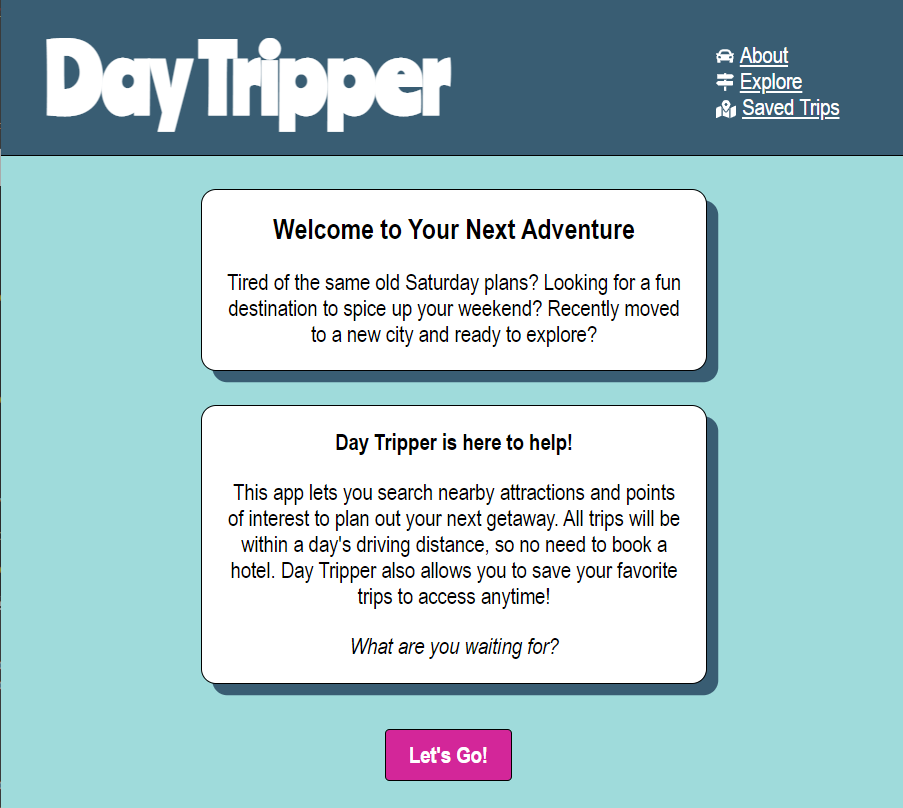 Day Tripper
About
Explore
Saved Trips
Welcome to Your Next Adventure
Tired of the same old Saturday plans? Looking for a fun
destination to spice up your weekend? Recently moved
to a new city and ready to explore?
Day Tripper is here to help!
This app lets you search nearby attractions and points
of interest to plan out your next getaway. All trips will be
within a day's driving distance, so no need to book a
hotel. Day Tripper also allows you to save your favorite
trips to access anytime!
What are you waiting for?
Let's Go!